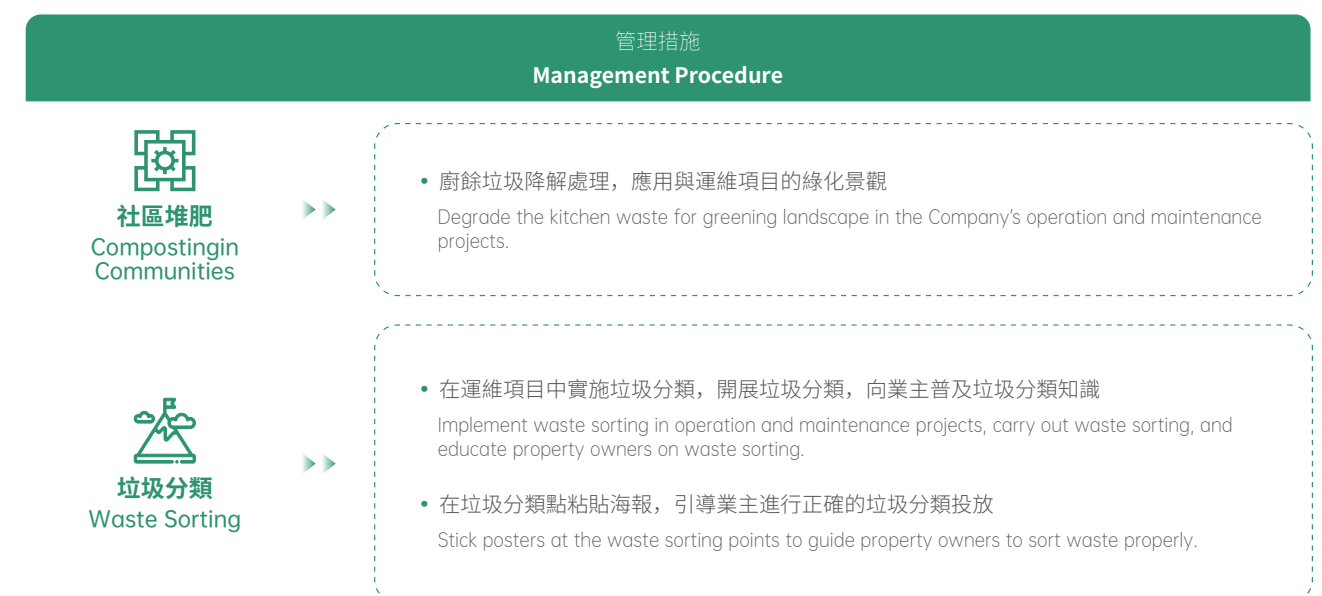 管理措施
Management Procedure
社區堆肥
Compostingin
Communities
• 廚餘垃圾降解處理，應用與運維項目的綠化景觀
Degrade the kitchen waste for greening landscape in the Company's operation and maintenance
projects.
垃圾分類
Waste Sorting
• 在運維項目中實施垃圾分類，開展垃圾分類，向業主普及垃圾分類知識
Implement waste sorting in operation and maintenance projects, carry out waste sorting, and
educate property owners on waste sorting.
• 在垃圾分類點粘貼海報，引導業主進行正確的垃圾分類投放
Stick posters at the waste sorting points to guide property owners to sort waste properly.